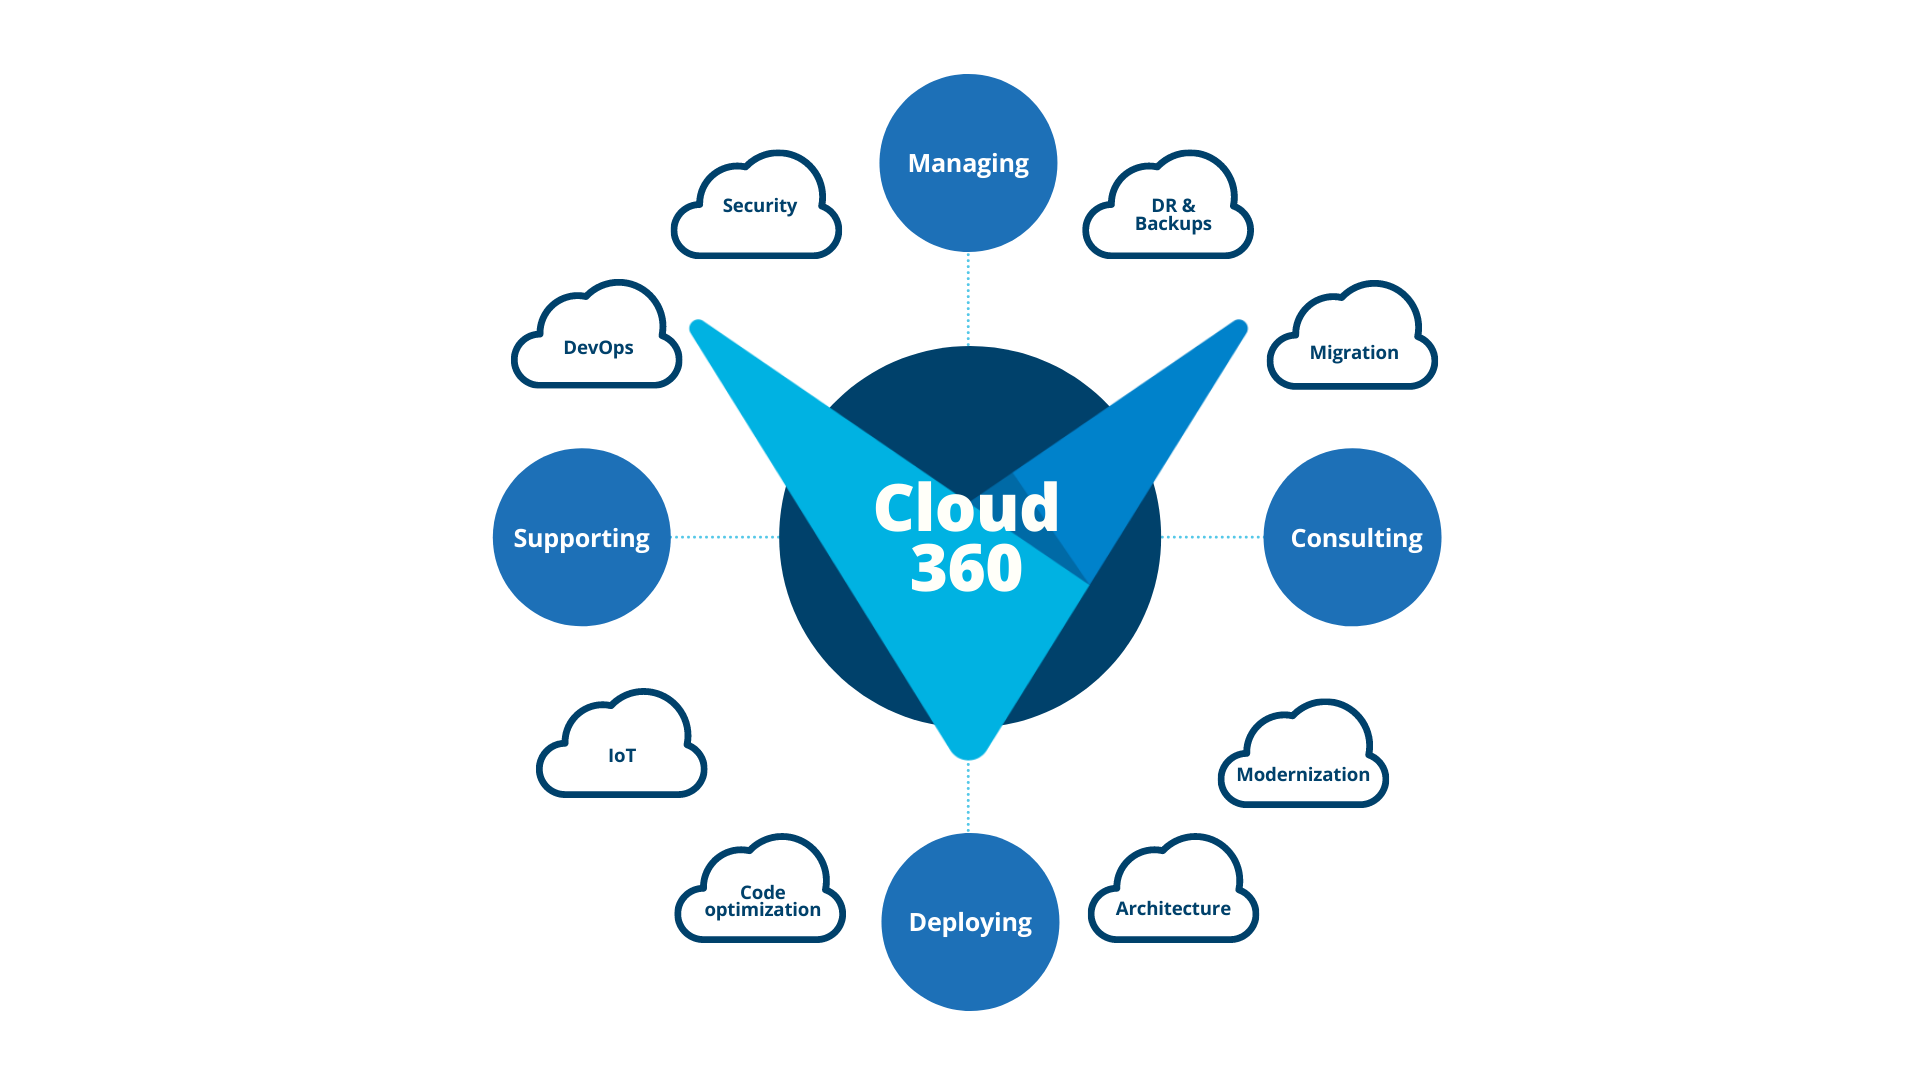 Managing
Security
DR &
Backups
DevOps
Migration
Cloud
360
Supporting
Consulting
IoT
Modernization
Code
optimization
Architecture
Deploying